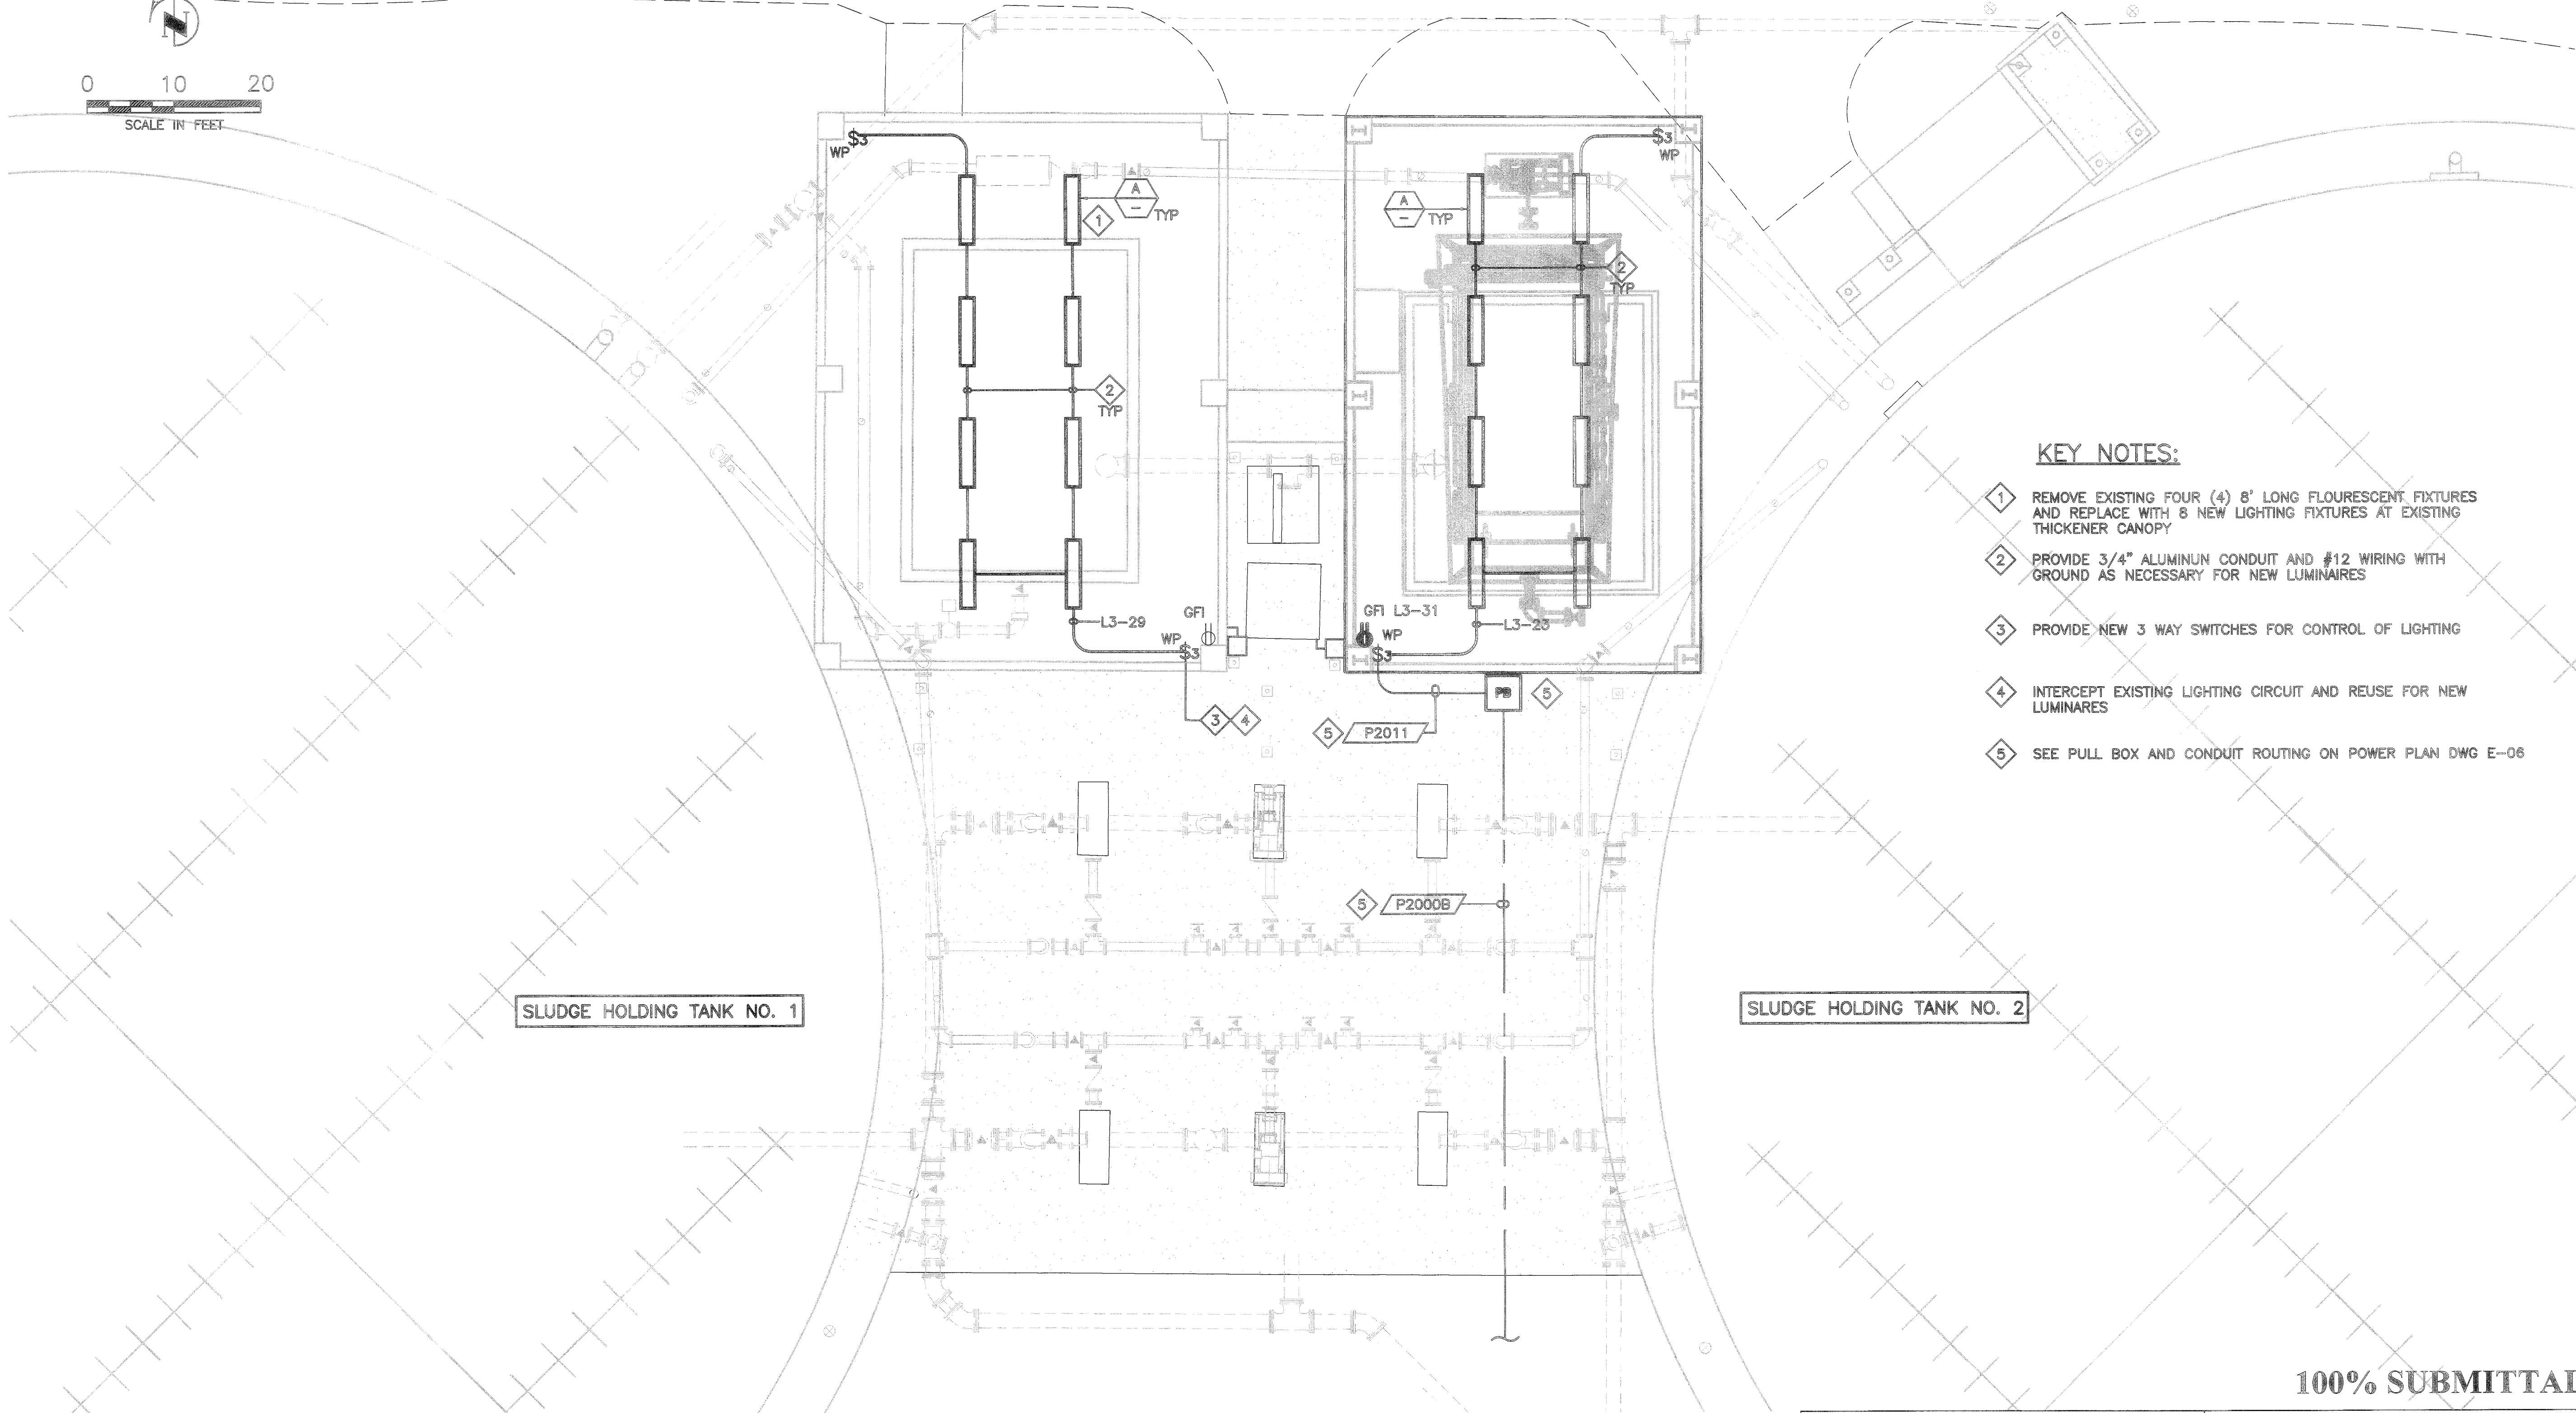 N
0 10 20
SCALE IN FEET
$3
WP
$3
WP
A
–
TYP
1
A
–
TYP
2
TYP
2
TYP
L3-29
GFI
WP
$3
GFI L3-31
WP
$3
L3-23
PB
5
3 4
5 P2011
5 P2000B
SLUDGE HOLDING TANK NO. 1
SLUDGE HOLDING TANK NO. 2
KEY NOTES:
1 REMOVE EXISTING FOUR (4) 8' LONG FLOURESCENT FIXTURES
AND REPLACE WITH 8 NEW LIGHTING FIXTURES AT EXISTING
THICKENER CANOPY
2 PROVIDE 3/4" ALUMINUN CONDUIT AND #12 WIRING WITH
GROUND AS NECESSARY FOR NEW LUMINAIRES
3 PROVIDE NEW 3 WAY SWITCHES FOR CONTROL OF LIGHTING
4 INTERCEPT EXISTING LIGHTING CIRCUIT AND REUSE FOR NEW
LUMINARES
5 SEE PULL BOX AND CONDUIT ROUTING ON POWER PLAN DWG E-06
100% SUBMITTAL